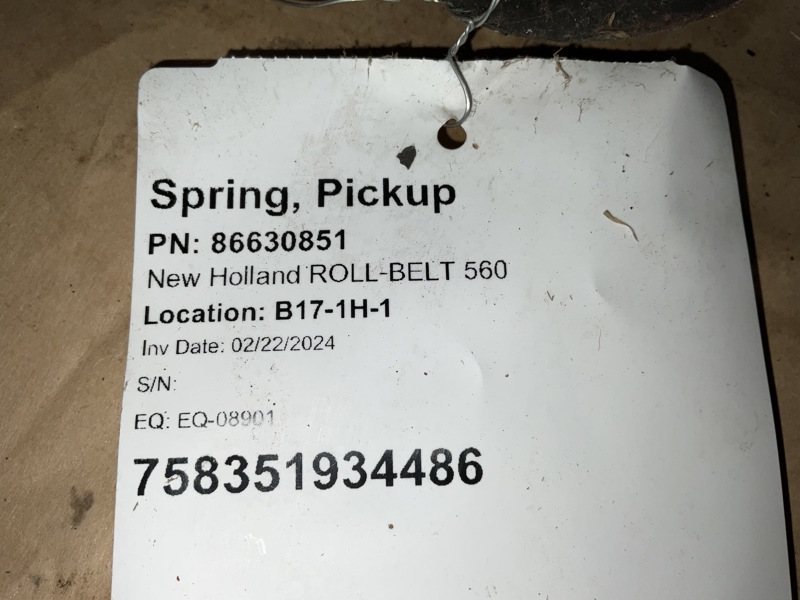 Spring, Pickup
PN: 86630851
New Holland ROLL-BELT 560
Location: B17-1H-1
Inv Date: 02/22/2024
S/N:
EQ: EQ-08901
758351934486